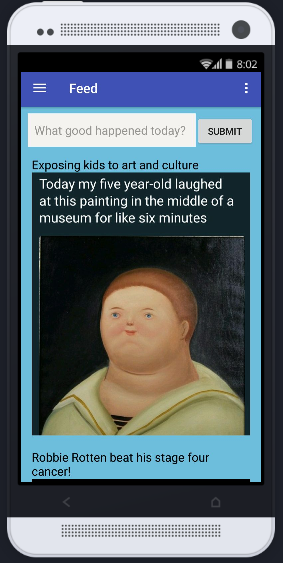 8:02
Feed
What good happened today?
SUBMIT
Exposing kids to art and culture
Today my five year-old laughed
at this painting in the middle of a
museum for like six minutes
Robbie Rotten beat his stage four
cancer!